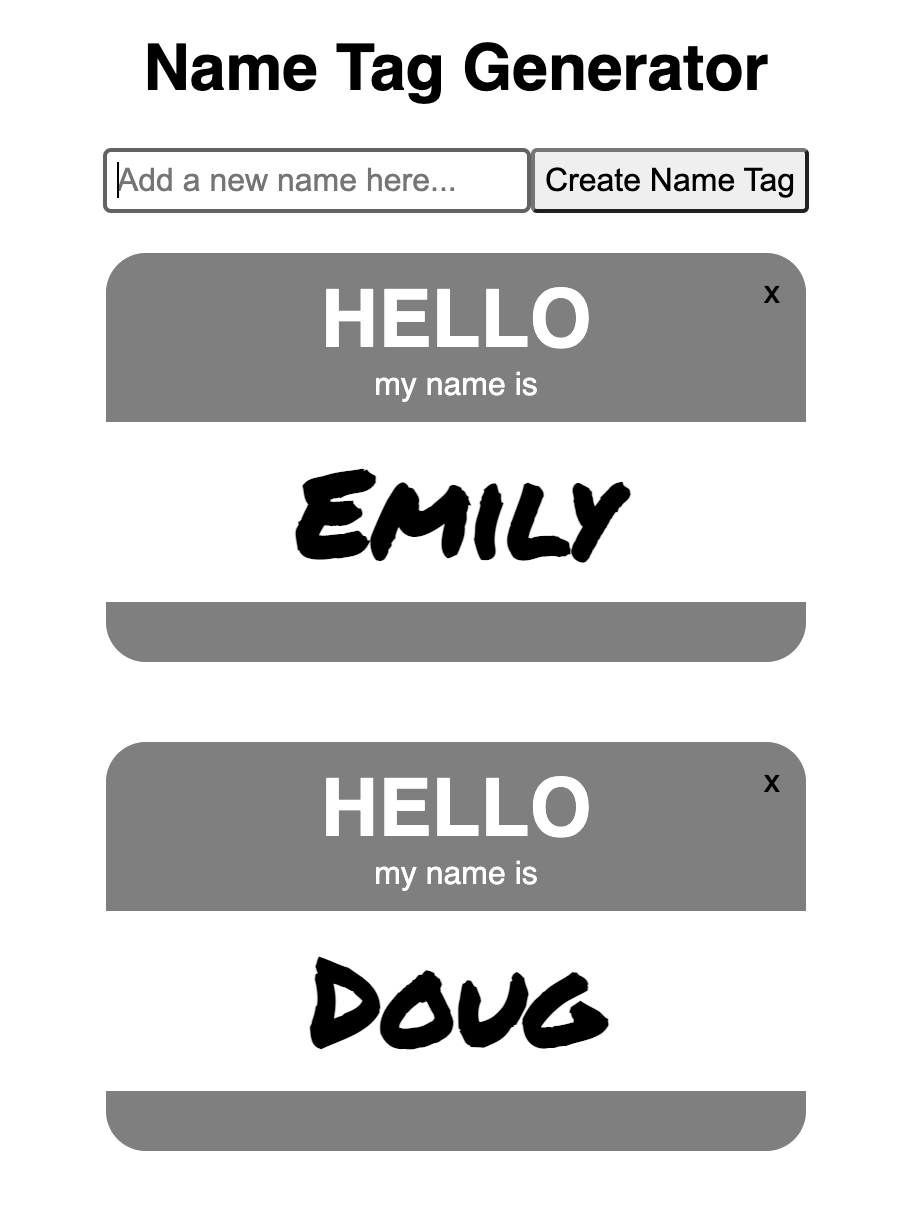 Name Tag Generator
Add a new name here... Create Name Tag
HELLO x
my name is
Emily
HELLO x
my name is
Doug